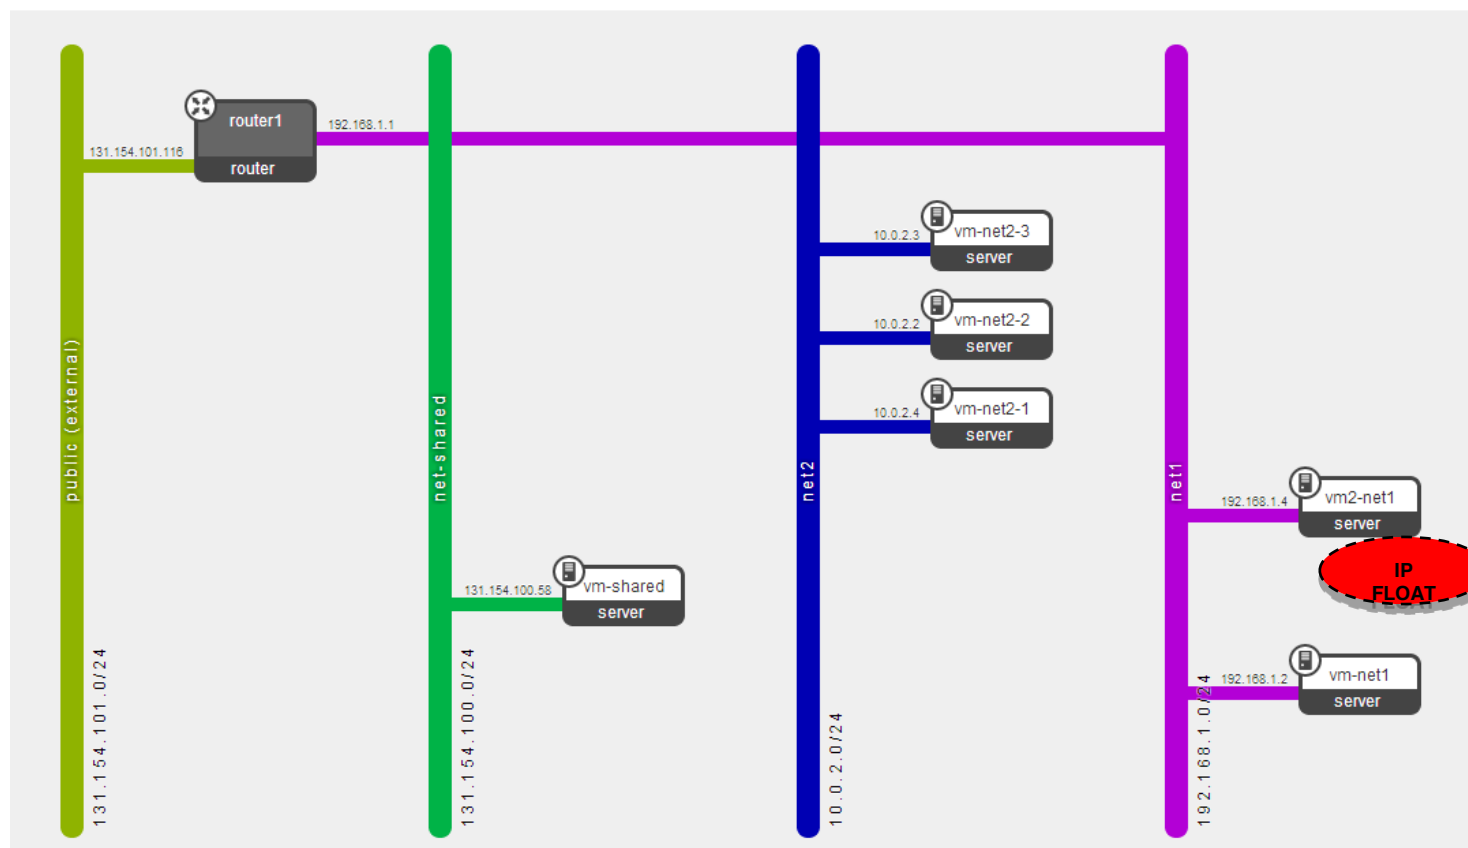 router1
router
131.154.101.116
192.168.1.1
public (external)
131.154.101.0/24
net-shared
131.154.100.0/24
131.154.100.58
vm-shared
server
net2
10.0.2.0/24
10.0.2.3
vm-net2-3
server
10.0.2.2
vm-net2-2
server
10.0.2.4
vm-net2-1
server
net1
192.168.1.0/24
192.168.1.4
vm2-net1
server
IP
FLOAT
192.168.1.2
vm-net1
server